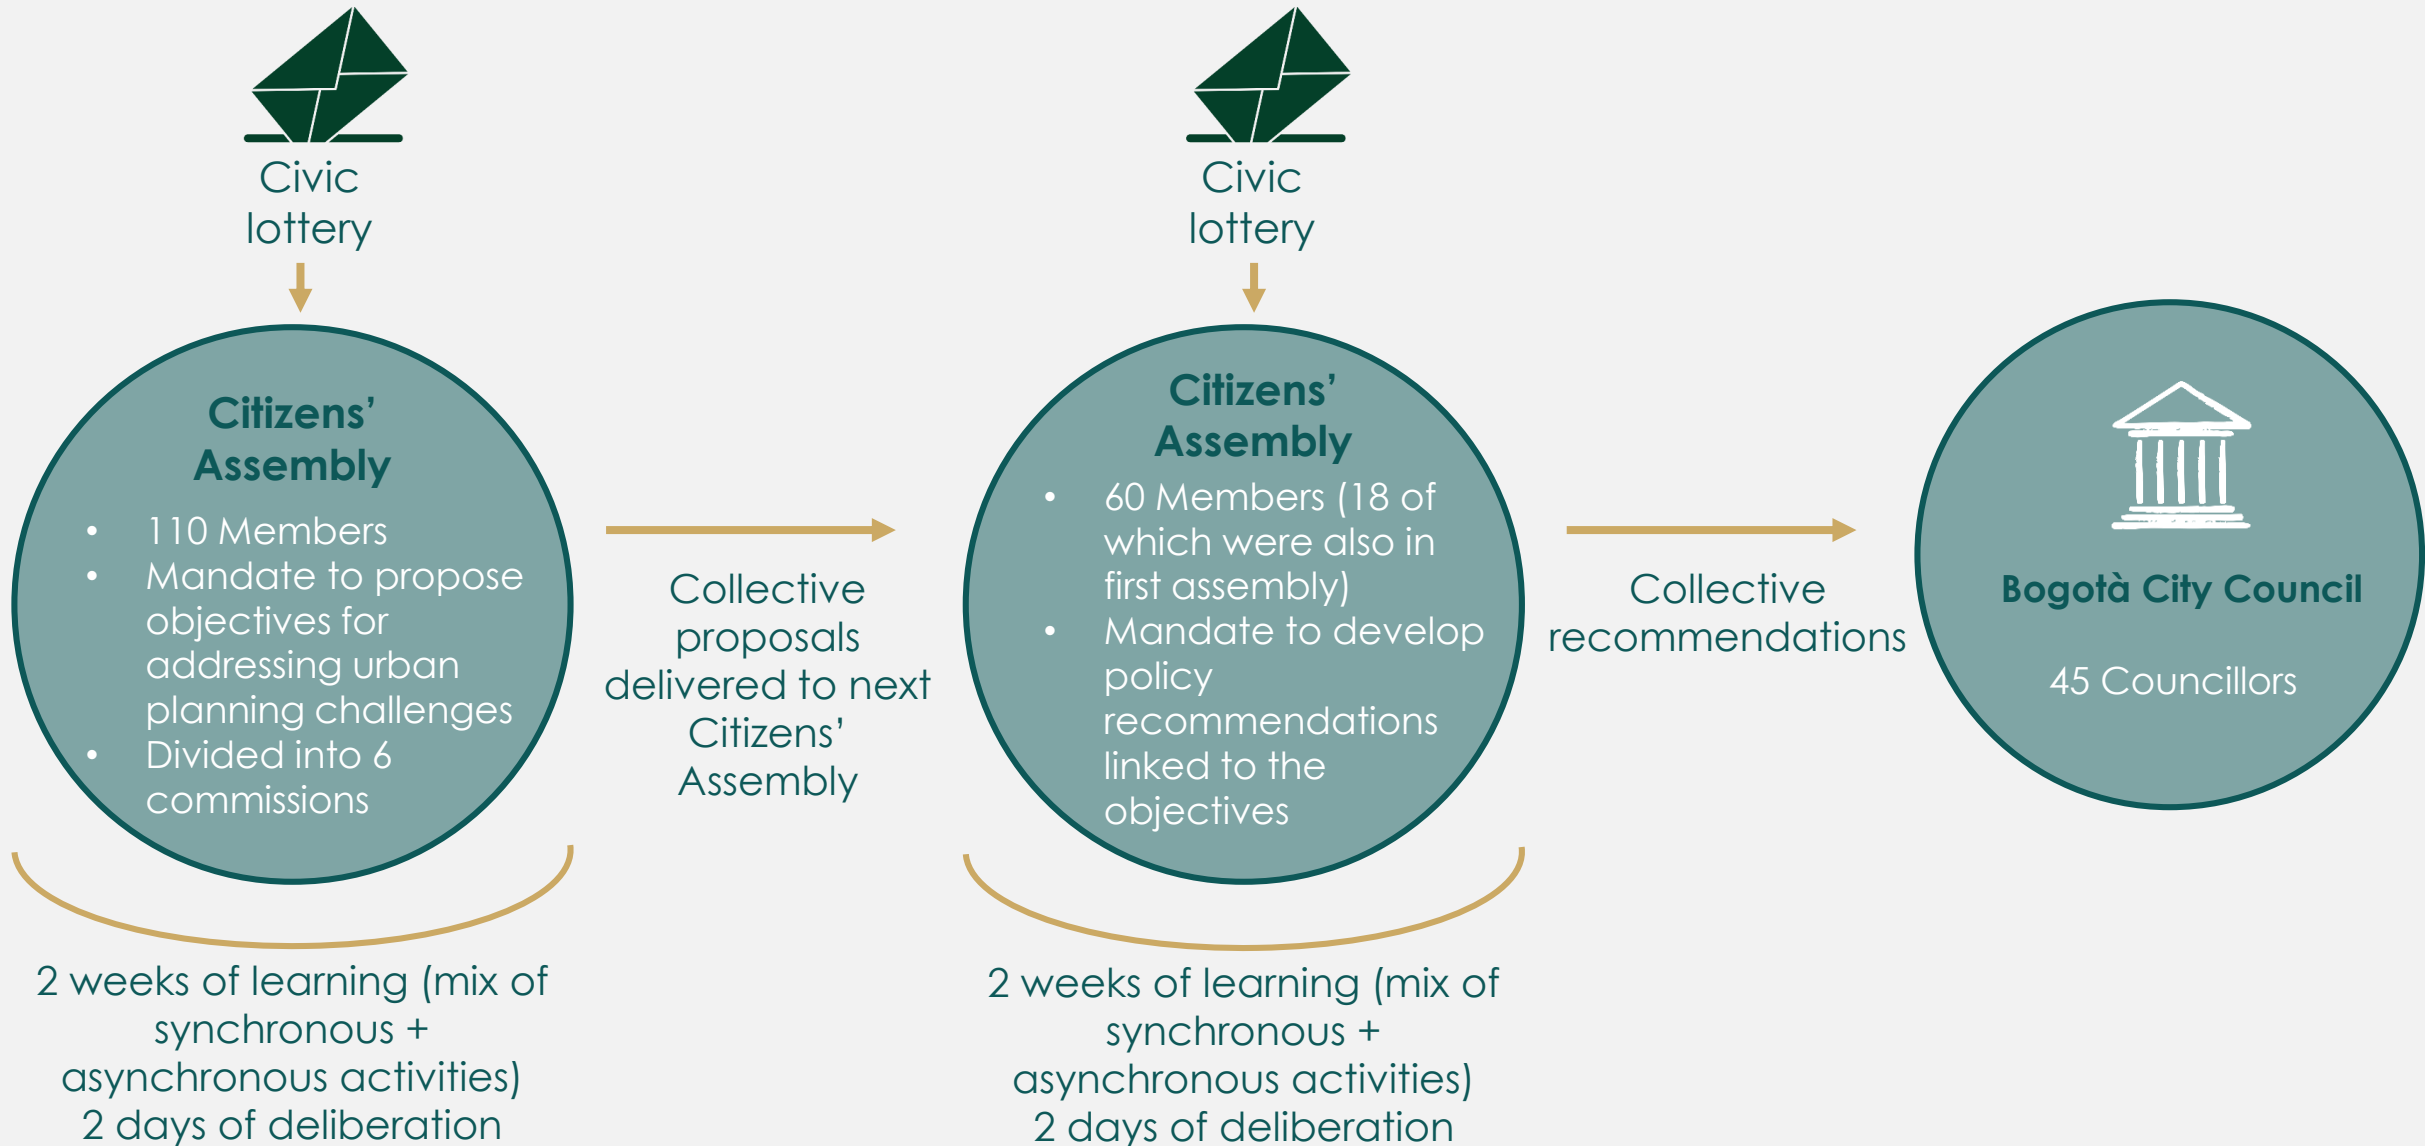 Civic
lottery
Citizens’
Assembly
• 110 Members
• Mandate to propose
objectives for
addressing urban
planning challenges
• Divided into 6
commissions
2 weeks of learning (mix of
synchronous +
asynchronous activities)
2 days of deliberation
Collective
proposals
delivered to next
Citizens’
Assembly
Civic
lottery
Citizens’
Assembly
• 60 Members (18 of
which were also in
first assembly)
• Mandate to develop
policy
recommendations
linked to the
objectives
2 weeks of learning (mix of
synchronous +
asynchronous activities)
2 days of deliberation
Collective
recommendations
Bogotà City Council
45 Councillors